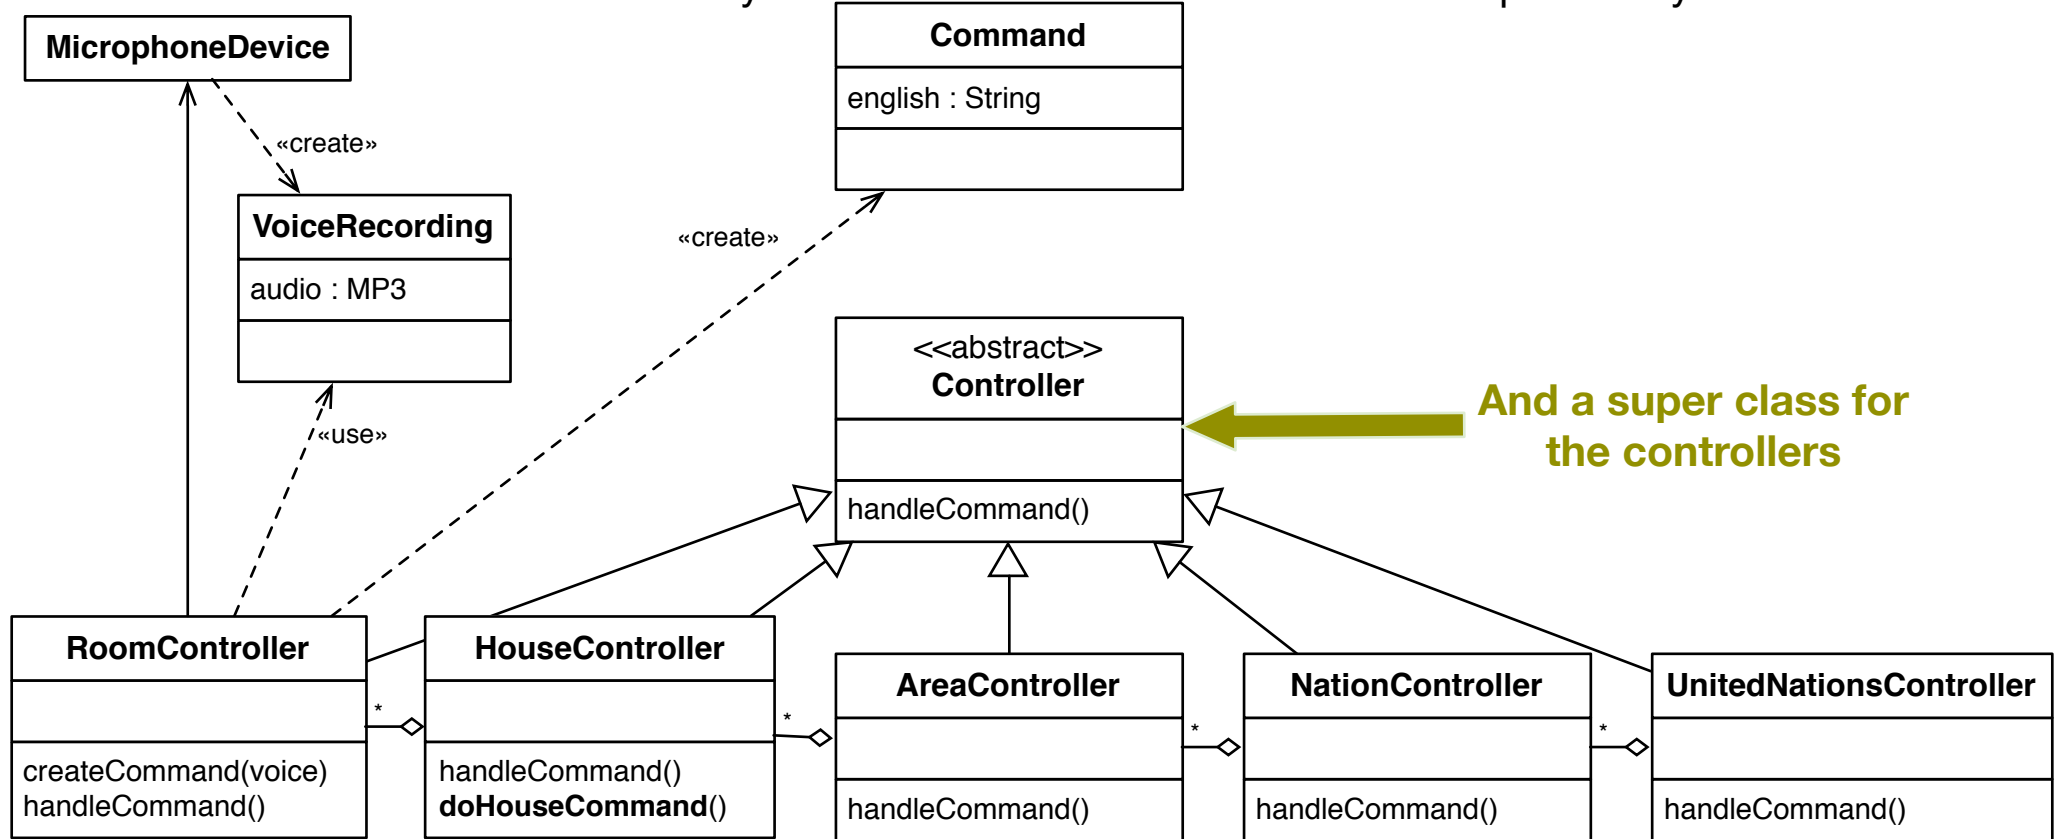 MicrophoneDevice
Command
english : String
«create»
VoiceRecording
audio : MP3
«create»
«use»
<<abstract>>
Controller
handleCommand()
And a super class for
the controllers
RoomController
createCommand(voice)
handleCommand()
*
HouseController
handleCommand()
doHouseCommand()
*
AreaController
handleCommand()
*
NationController
handleCommand()
*
UnitedNationsController
handleCommand()